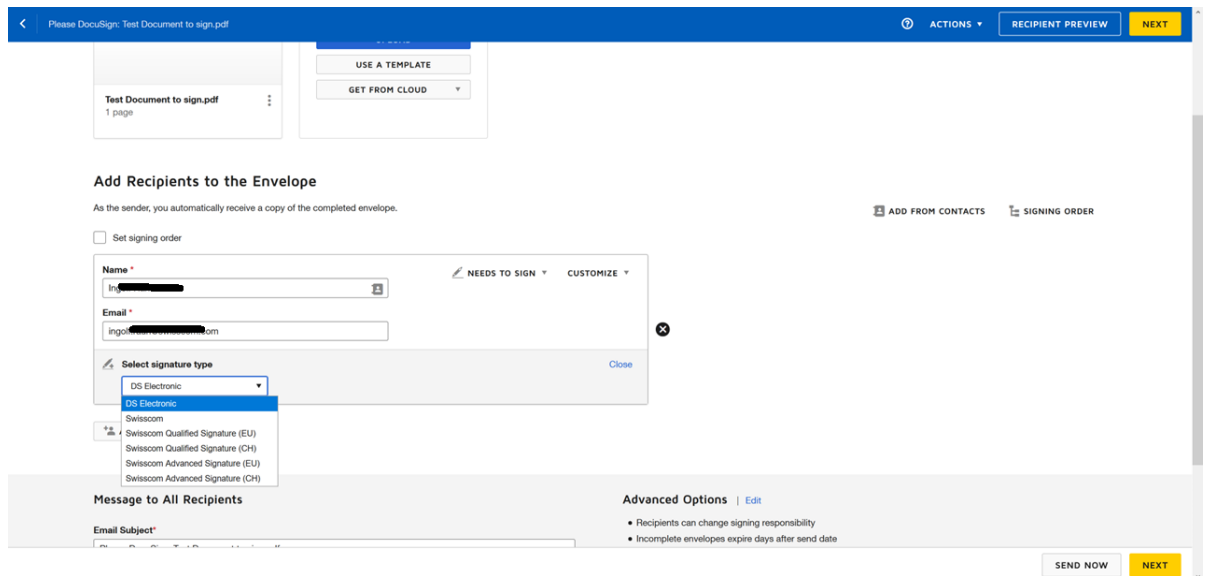 Please DocuSign: Test Document to sign.pdf
ACTIONS
RECIPIENT PREVIEW
NEXT
USE A TEMPLATE
GET FROM CLOUD
Test Document to sign.pdf
1 page
Add Recipients to the Envelope
As the sender, you automatically receive a copy of the completed envelope.
ADD FROM CONTACTS
SIGNING ORDER
Set signing order
Name *
NEEDS TO SIGN
CUSTOMIZE
Email *
Select signature type
Close
DS Electronic
DS Electronic
Swisscom
Swisscom Qualified Signature (EU)
Swisscom Qualified Signature (CH)
Swisscom Advanced Signature (EU)
Swisscom Advanced Signature (CH)
Message to All Recipients
Advanced Options | Edit
Email Subject*
• Recipients can change signing responsibility
• Incomplete envelopes expire days after send date
SEND NOW
NEXT